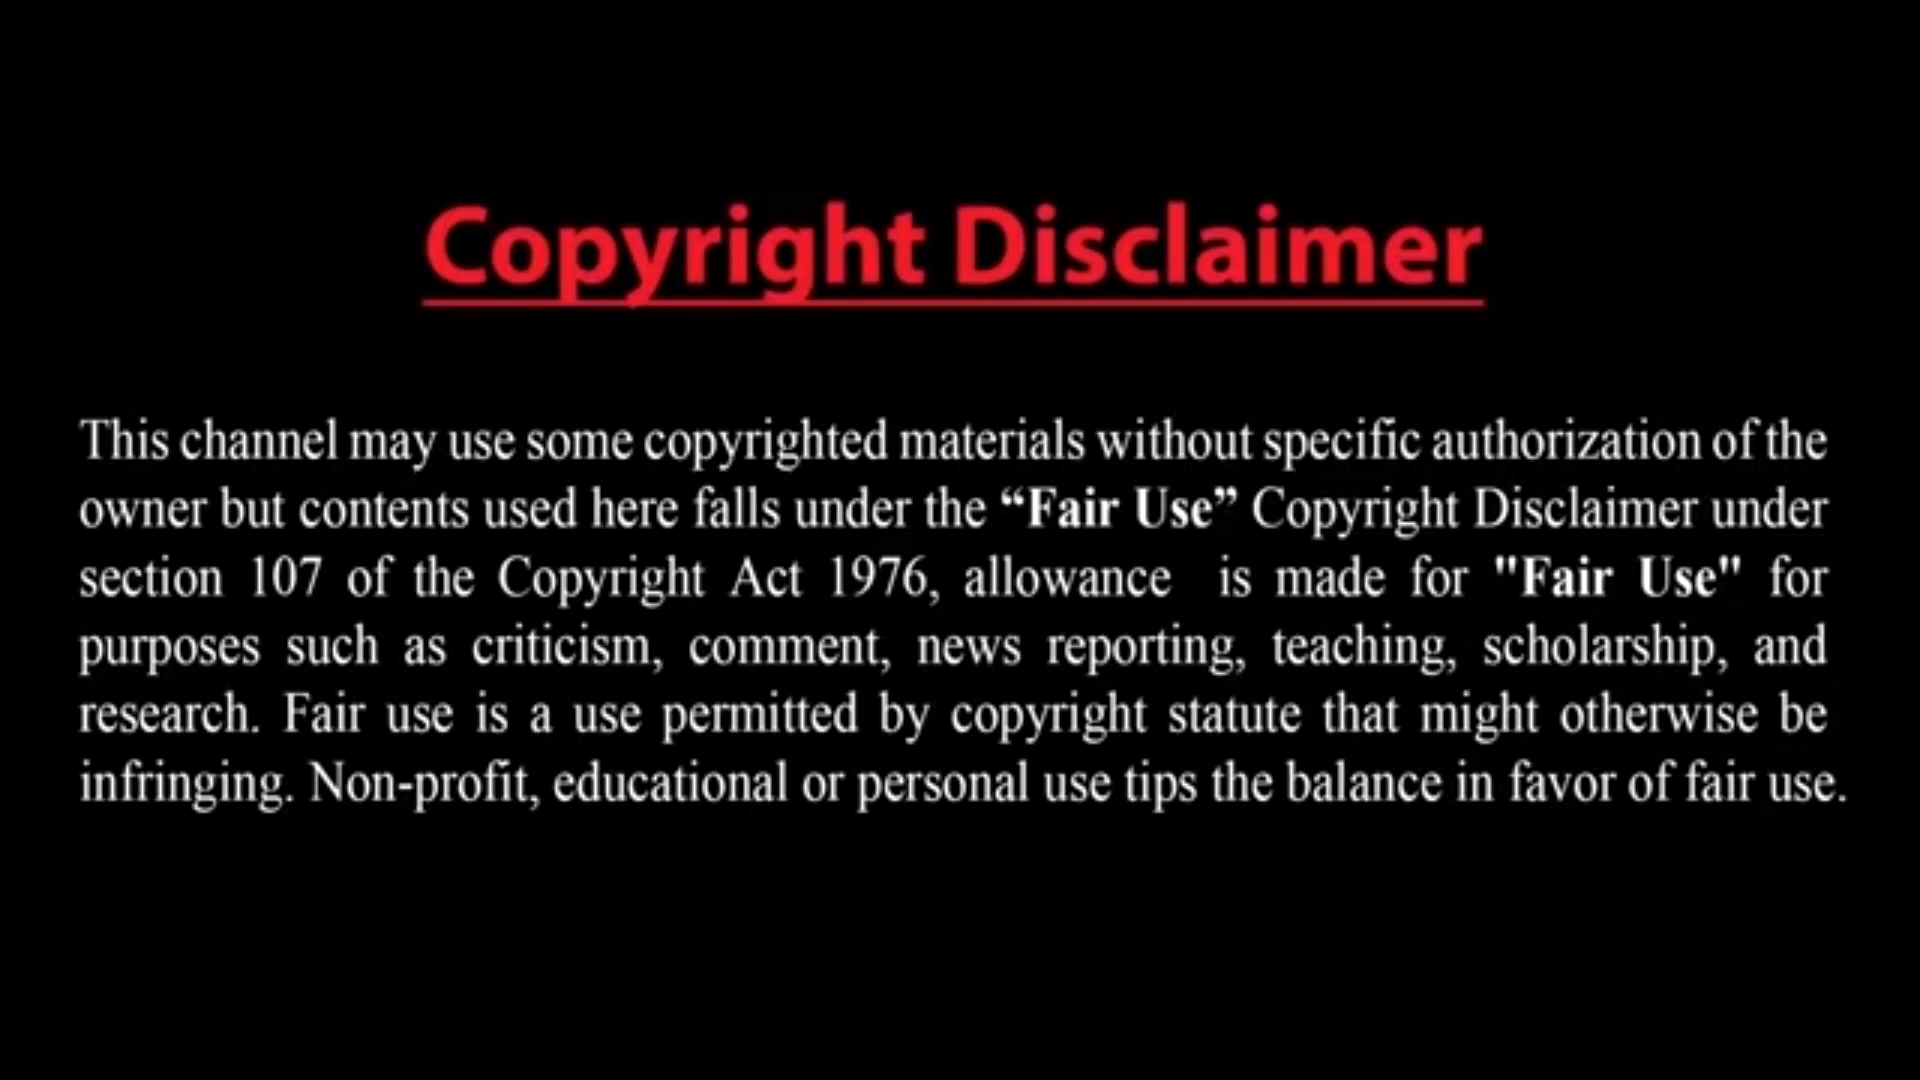 Copyright Disclaimer
This channel may use some copyrighted materials without specific authorization of the
owner but contents used here falls under the “Fair Use” Copyright Disclaimer under
section 107 of the Copyright Act 1976, allowance is made for "Fair Use" for
purposes such as criticism, comment, news reporting, teaching, scholarship, and
research. Fair use is a use permitted by copyright statute that might otherwise be
infringing. Non-profit, educational or personal use tips the balance in favor of fair use.